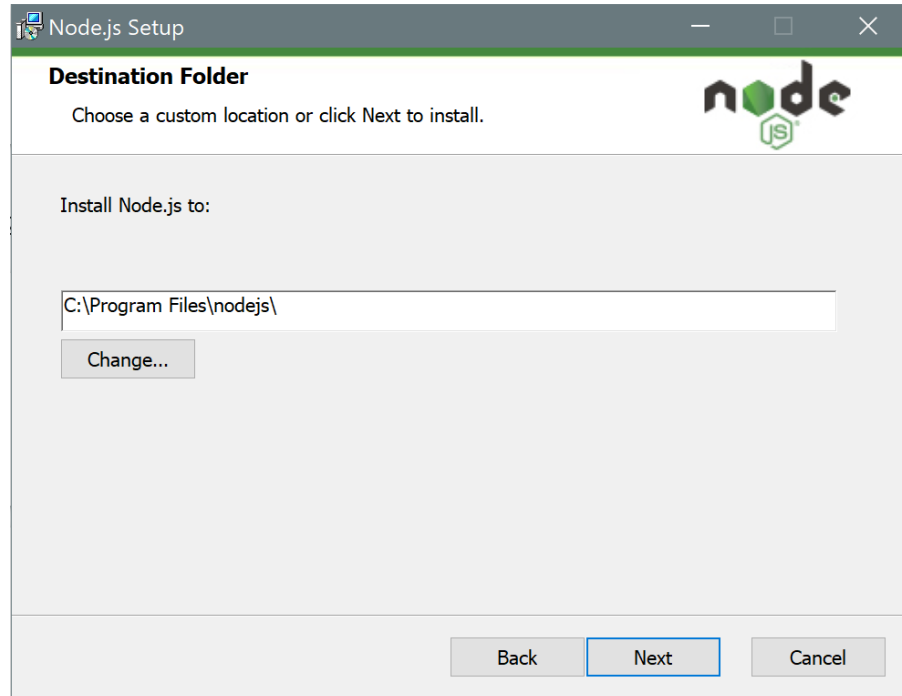 Node.js Setup
Destination Folder
Choose a custom location or click Next to install.
node
JS
Install Node.js to:
C:\Program Files\nodejs\
Change...
Back
Next
Cancel